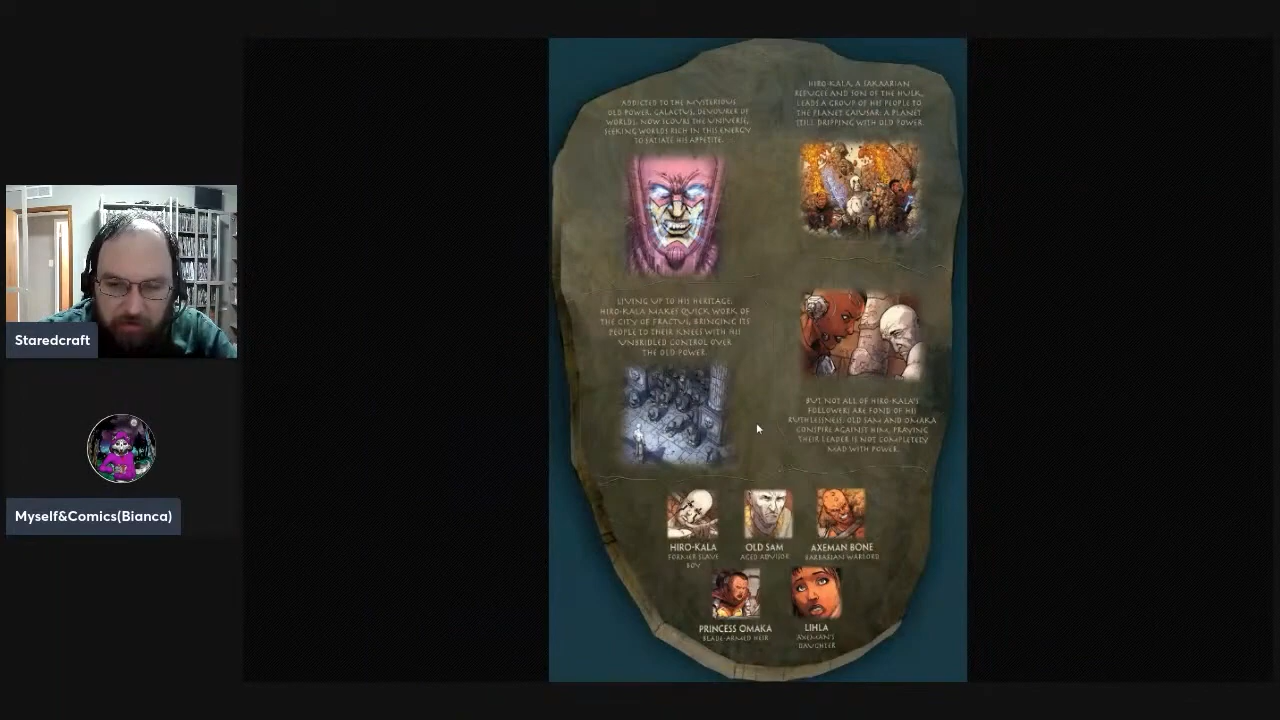 ADDICTED TO THE MYSTERIOUS
OLD POWER, GALACTUS, DEVOURER OF
WORLDS, NOW SCOURS THE UNIVERSE,
SEEKING WORLDS RICH IN THIS ENERGY
TO SATIATE HIS APPETITE.
HIRO-KALA, A SAKAARIAN
REFUGEE AND SON OF THE HULK,
LEADS A GROUP OF HIS PEOPLE TO
THE PLANET GAIUSAR: A PLANET
STILL DRIPPING WITH OLD POWER.
LIVING UP TO HIS HERITAGE,
HIRO-KALA MAKES QUICK WORK OF
THE CITY OF FRACTUS, BRINGING ITS
PEOPLE TO THEIR KNEES WITH HIS
UNBRIDLED CONTROL OVER
THE OLD POWER.
BUT NOT ALL OF HIRO-KALA'S
FOLLOWERS ARE FOND OF HIS
RUTHLESSNESS: OLD SAM AND OMAKA
CONSPIRE AGAINST HIM, PRAYING
THEIR LEADER IS NOT COMPLETELY
MAD WITH POWER.
HIRO-KALA
FORMER SLAVE
BOY
OLD SAM
AGED ADVISOR
AXEMAN BONE
BARBARIAN WARLORD
PRINCESS OMAKA
BLADE-ARMED HEIR
LIHLA
AXEMAN'S
DAUGHTER
Staredcraft
Myself&Comics(Bianca)